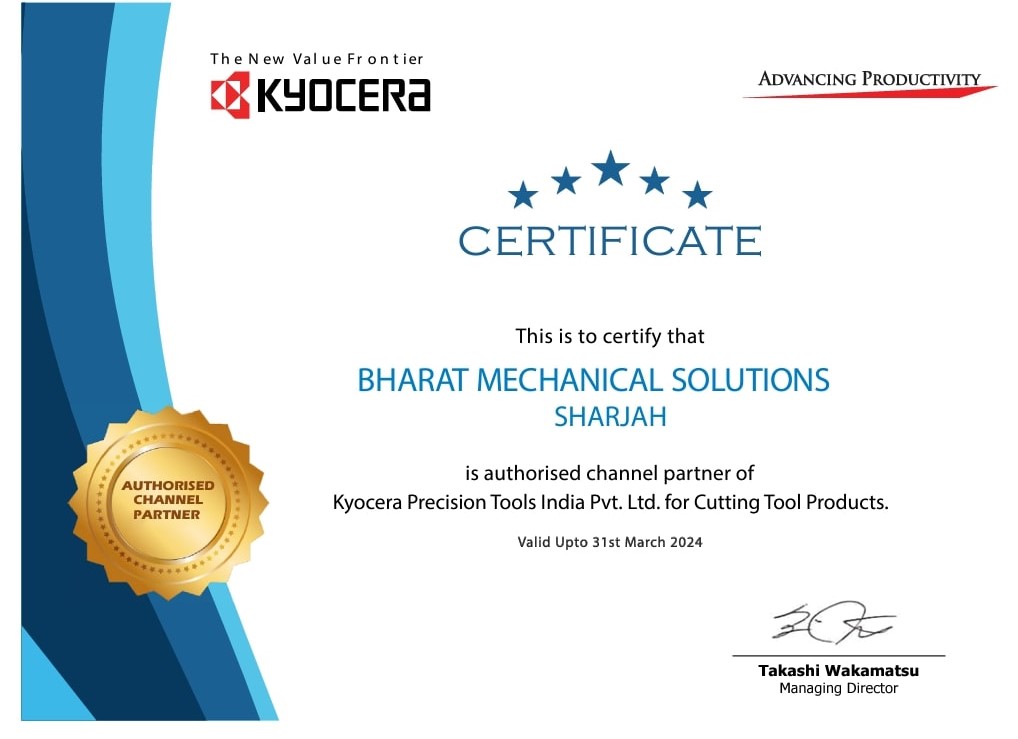 The New Value Frontier
KYOCERA
ADVANCING PRODUCTIVITY
CERTIFICATE
This is to certify that
BHARAT MECHANICAL SOLUTIONS
SHARJAH
is authorised channel partner of
Kyocera Precision Tools India Pvt. Ltd. for Cutting Tool Products.
Valid Upto 31st March 2024
AUTHORISED
CHANNEL
PARTNER
Takashi Wakamatsu
Managing Director